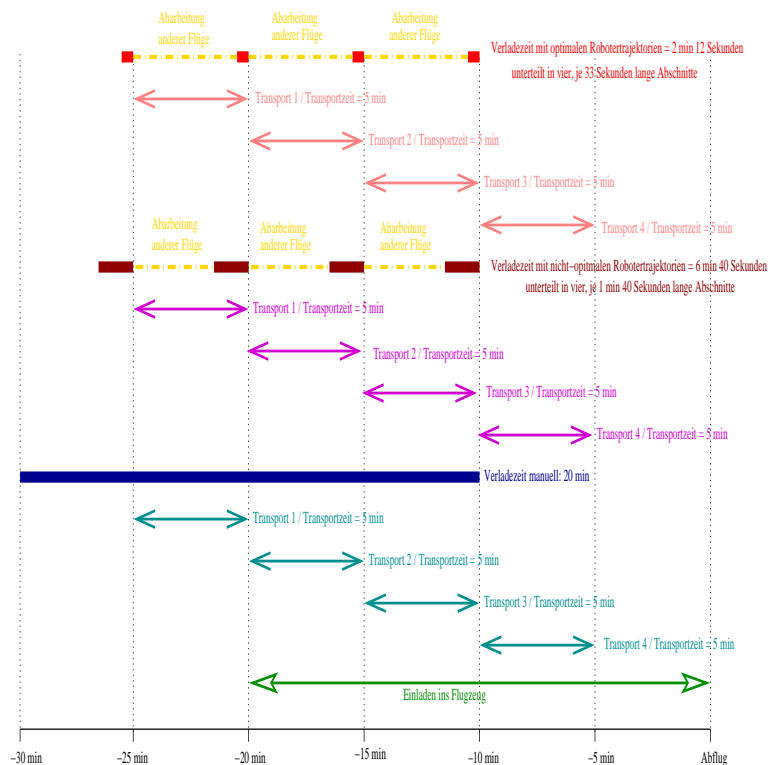 Abarbeitung
anderer Flüge
Abarbeitung
anderer Flüge
Abarbeitung
anderer Flüge
Verladezeit mit optimalen Robotertrajektorien = 2 min 12 Sekunden
unterteilt in vier, je 33 Sekunden lange Abschnitte
Transport 1 / Transportzeit = 5 min
Transport 2 / Transportzeit = 5 min
Transport 3 / Transportzeit = 5 min
Transport 4 / Transportzeit = 5 min
Abarbeitung
anderer Flüge
Abarbeitung
anderer Flüge
Abarbeitung
anderer Flüge
Verladezeit mit nicht-opitmalen Robotertrajektorien = 6 min 40 Sekunden
unterteilt in vier, je 1 min 40 Sekunden lange Abschnitte
Transport 1 / Transportzeit = 5 min
Transport 2 / Transportzeit = 5 min
Transport 3 / Transportzeit = 5 min
Transport 4 / Transportzeit = 5 min
Verladezeit manuell: 20 min
Transport 1 / Transportzeit = 5 min
Transport 2 / Transportzeit = 5 min
Transport 3 / Transportzeit = 5 min
Transport 4 / Transportzeit = 5 min
Einladen ins Flugzeug
-30 min
-25 min
-20 min
-15 min
-10 min
-5 min
Abflug